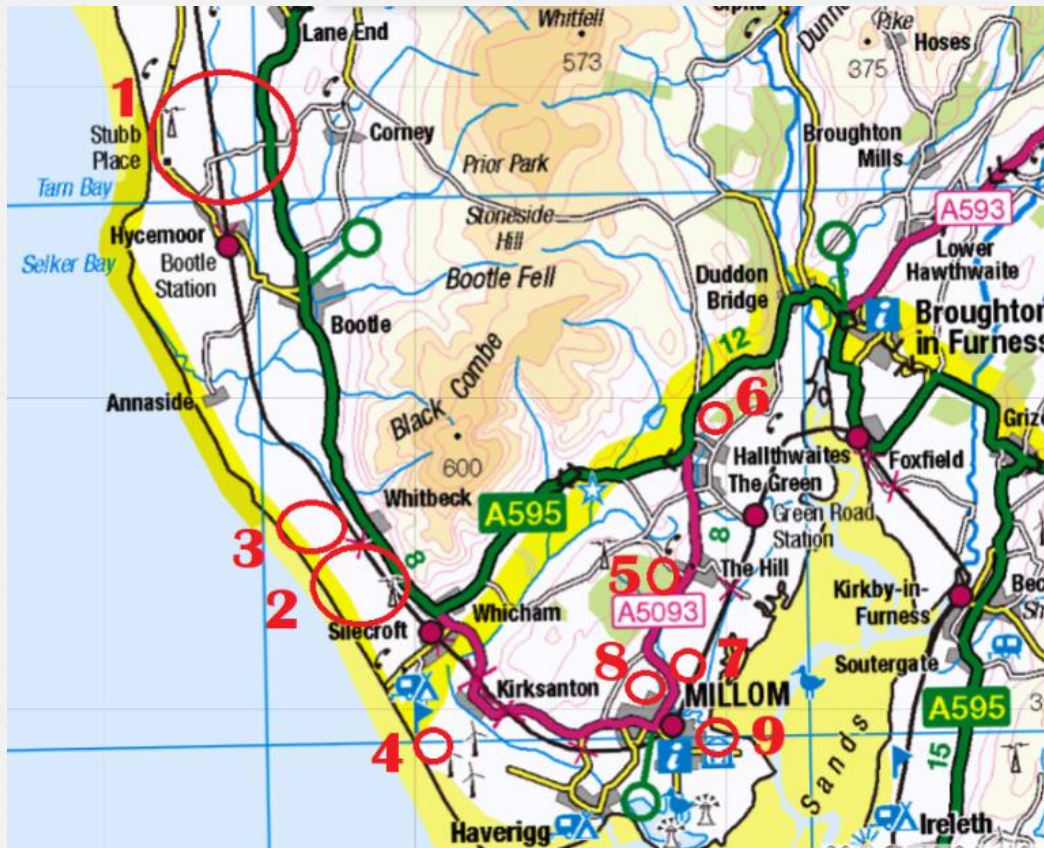 Whitfell
573
Lane End
Pike
Hoses
375
1
Stubb
Place
Corney
Prior Park
Broughton
Mills
Tarn Bay
A593
Stoneside
Hill
Hycemoor
Bootle
Station
Selker Bay
Bootle Fell
Lower
Hawthwaite
Duddon
Bridge
i
Broughton
in Furness
Bootle
12
Black Combe
Annaside
6
600
Hallthwaites
The Green
Foxfield
Whitbeck
A595
Green Road
Station
3
8
8
5
The Hill
Kirkby-in-
Furness
2
Whicham
A5093
Silecroft
8
7
Soutergate
Kirksanton
MILLOM
A595
4
9
i
Sands
15
Haverigg
Ireleth